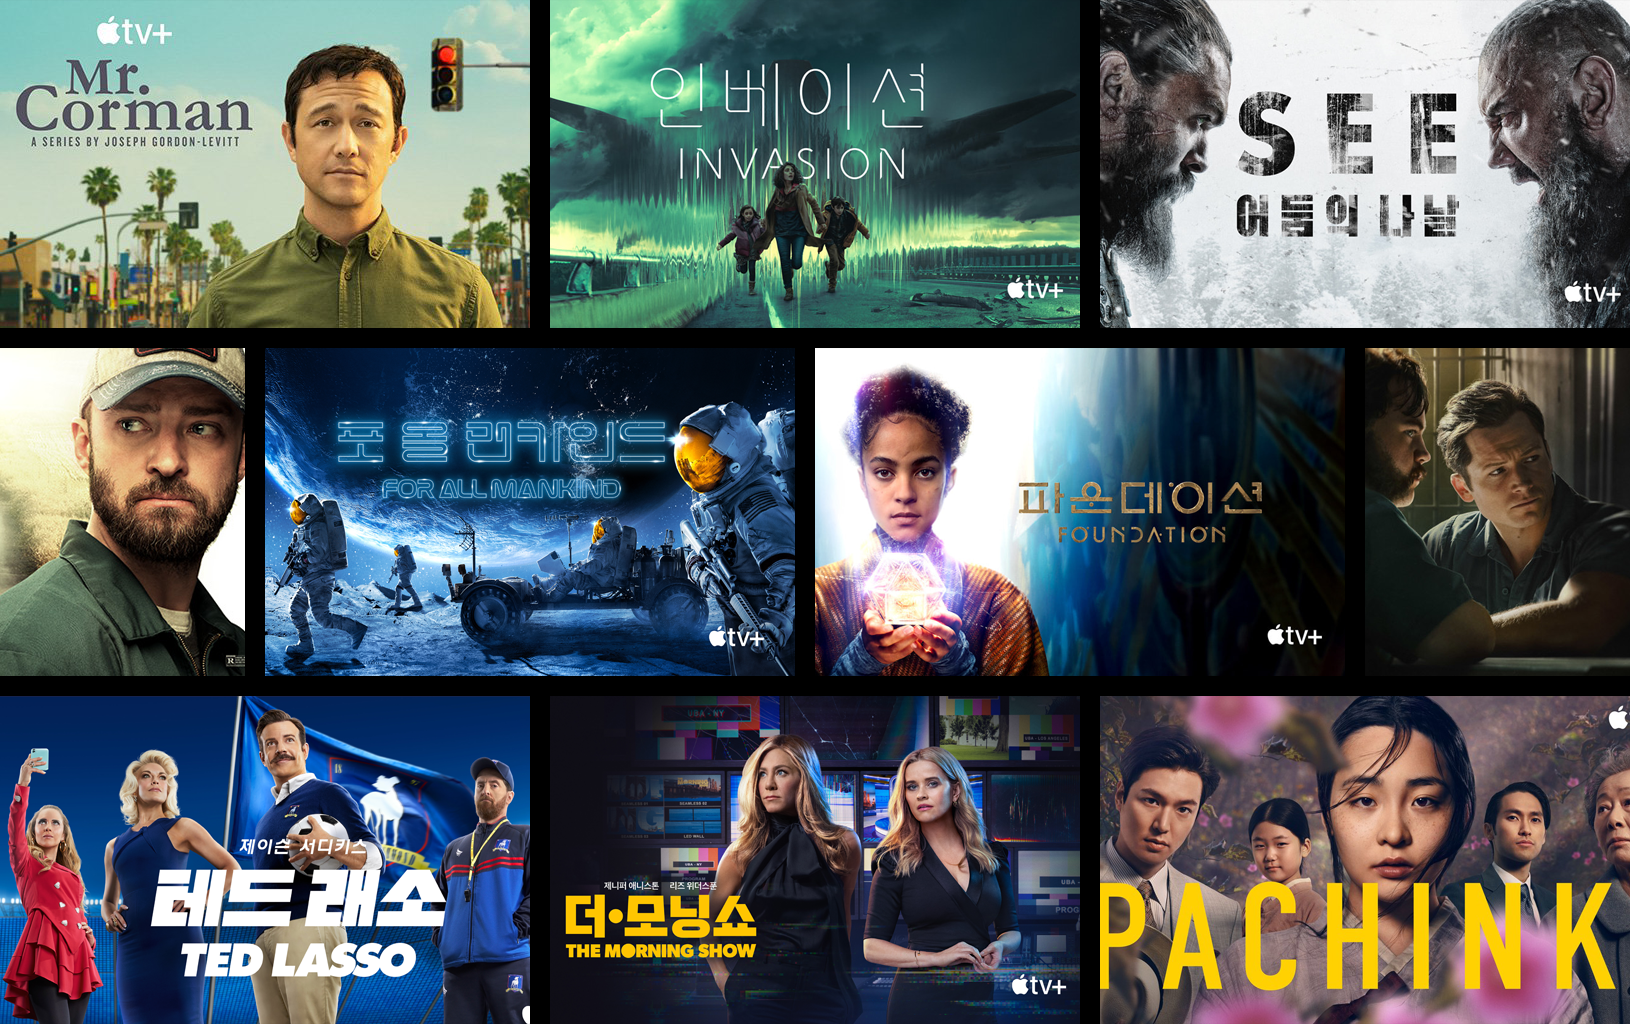 tv+
Mr.
Corman
A SERIES BY JOSEPH GORDON-LEVITT
인베이션
INVASION
tv+
SEE
어둠의 나날
tv+
포 올 맨카인드
FOR ALL MANKIND
tv+
파운데이션
FOUNDATION
tv+
제이슨 서디키스
테드 래소
TED LASSO
UBA - NY
제니퍼 애니스톤 리즈 위더스푼
더•모닝쇼
THE MORNING SHOW
tv+
PACHINK